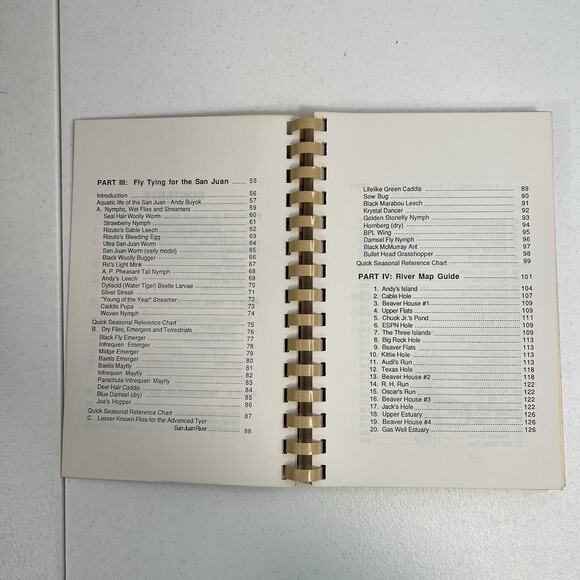 PART III: Fly Tying for the San Juan ....... 55
Introduction 56
Aquatic life of the San Juan - Andy Buyok 57
A. Nymphs, Wet Flies and Streamers 59
Seal Hair Woolly Worm 60
Strawberry Nymph 61
Rizuto's Sable Leech 62
Rizuto's Bleeding Egg 63
Ultra San Juan Worm 64
San Juan Worm (early model) 65
Black Woolly Bugger 66
Ric's Light Mink 67
A. P. Pheasant Tail Nymph 68
Andy's Leech 69
Dytiscid (Water Tiger) Beetle Larvae 70
Silver Streak 71
"Young of the Year" Streamer 72
Caddis Pupa 73
Woven Nymph 74
Quick Seasonal Reference Chart 75
B. Dry Flies, Emergers and Terrestrials 76
Black Fly Emerger 77
Infrequen Emerger 78
Midge Emerger 79
Baetis Emerger 80
Baetis Mayfly 81
Infrequen Mayfly 82
Parachute Infrequen Mayfly 83
Deer Hair Caddis 84
Blue Damsel (dry) 85
Joe's Hopper 86
Quick Seasonal Reference Chart 87
C. Lesser Known Flies for the Advanced Tyer
San Juan River 88
Lifelike Green Caddis 89
Sow Bug 90
Black Marabou Leech 91
Krystal Dancer 92
Golden Stonefly Nymph 93
Hornberg (dry) 94
BPL Wing 95
Damsel Fly Nymph 96
Black McMurray Ant 97
Bullet Head Grasshopper 98
Quick Seasonal Reference Chart 99
PART IV: River Map Guide 101
1. Andy's Island 104
2. Cable Hole 107
3. Beaver House #1 109
4. Upper Flats 109
5. Chuck Jr.'s Pond 111
6. ESPN Hole 109
7. The Three Islands 109
8. Big Rock Hole 113
9. Beaver Flats 113
10. Kittie Hole 113
11. Audi's Run 113
12. Texas Hole 118
13. Beaver House #2 118
14. R. H. Run 122
15. Oscar's Run 122
16. Beaver House #3 122
17. Jack's Hole 122
18. Upper Estuary 126
19. Beaver House #4 126
20. Gas Well Estuary 126